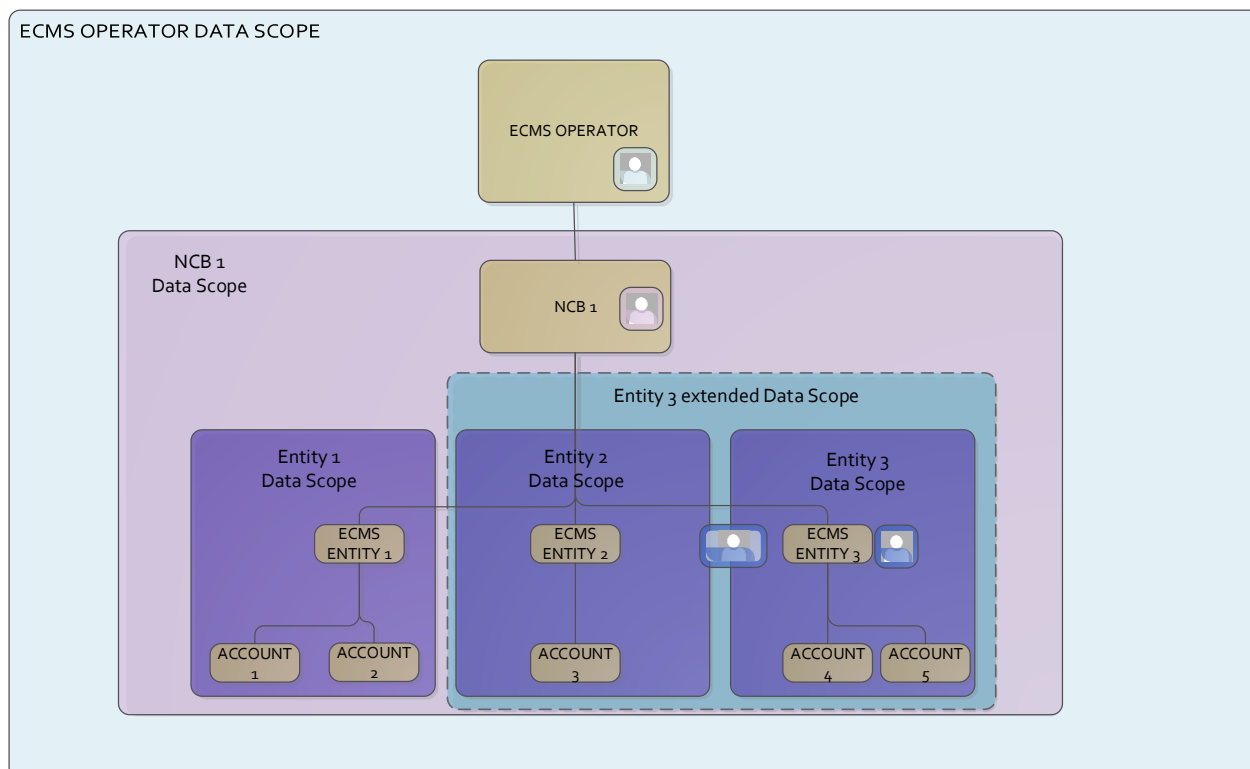 ECMS OPERATOR DATA SCOPE
ECMS OPERATOR
NCB 1
Data Scope
NCB 1
Entity 3 extended Data Scope
Entity 1
Data Scope
Entity 2
Data Scope
Entity 3
Data Scope
ECMS
ENTITY 1
ECMS
ENTITY 2
ECMS
ENTITY 3
ACCOUNT
1
ACCOUNT
2
ACCOUNT
3
ACCOUNT
4
ACCOUNT
5